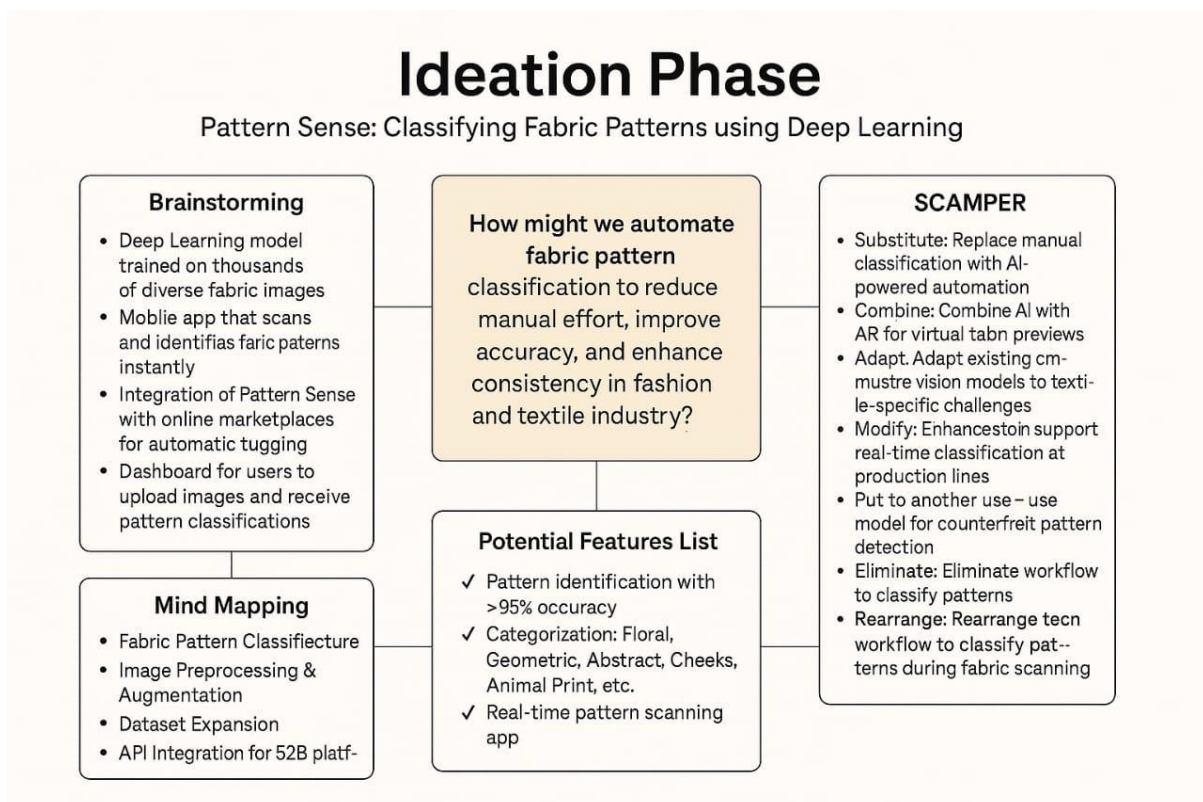 Ideation Phase
Pattern Sense: Classifying Fabric Patterns using Deep Learning
Brainstorming
• Deep Learning model
trained on thousands
of diverse fabric images
• Moblie app that scans
and identifias faric paterns
instantly
• Integration of Pattern Sense
with online marketplaces
for automatic tugging
• Dashboard for users to
upload images and receive
pattern classifications
Mind Mapping
• Fabric Pattern Classifiecture
• Image Preprocessing &
Augmentation
• Dataset Expansion
• API Integration for 52B platf-
How might we automate
fabric pattern
classification to reduce
manual effort, improve
accuracy, and enhance
consistency in fashion
and textile industry?
Potential Features List
✓ Pattern identification with
>95% occuracy
✓ Categorization: Floral,
Geometric, Abstract, Cheeks,
Animal Print, etc.
✓ Real-time pattern scanning
app
SCAMPER
• Substitute: Replace manual
classification with AI-
powered automation
• Combine: Combine AI with
AR for virtual tabn previews
• Adapt. Adapt existing cm-
mustre vision models to texti-
le-specific challenges
• Modify: Enhancestoin support
real-time classification at
production lines
• Put to another use – use
model for counterfreit pattern
detection
• Eliminate: Eliminate workflow
to classify patterns
• Rearrange: Rearrange tecn
workflow to classify pat--
terns during fabric scanning